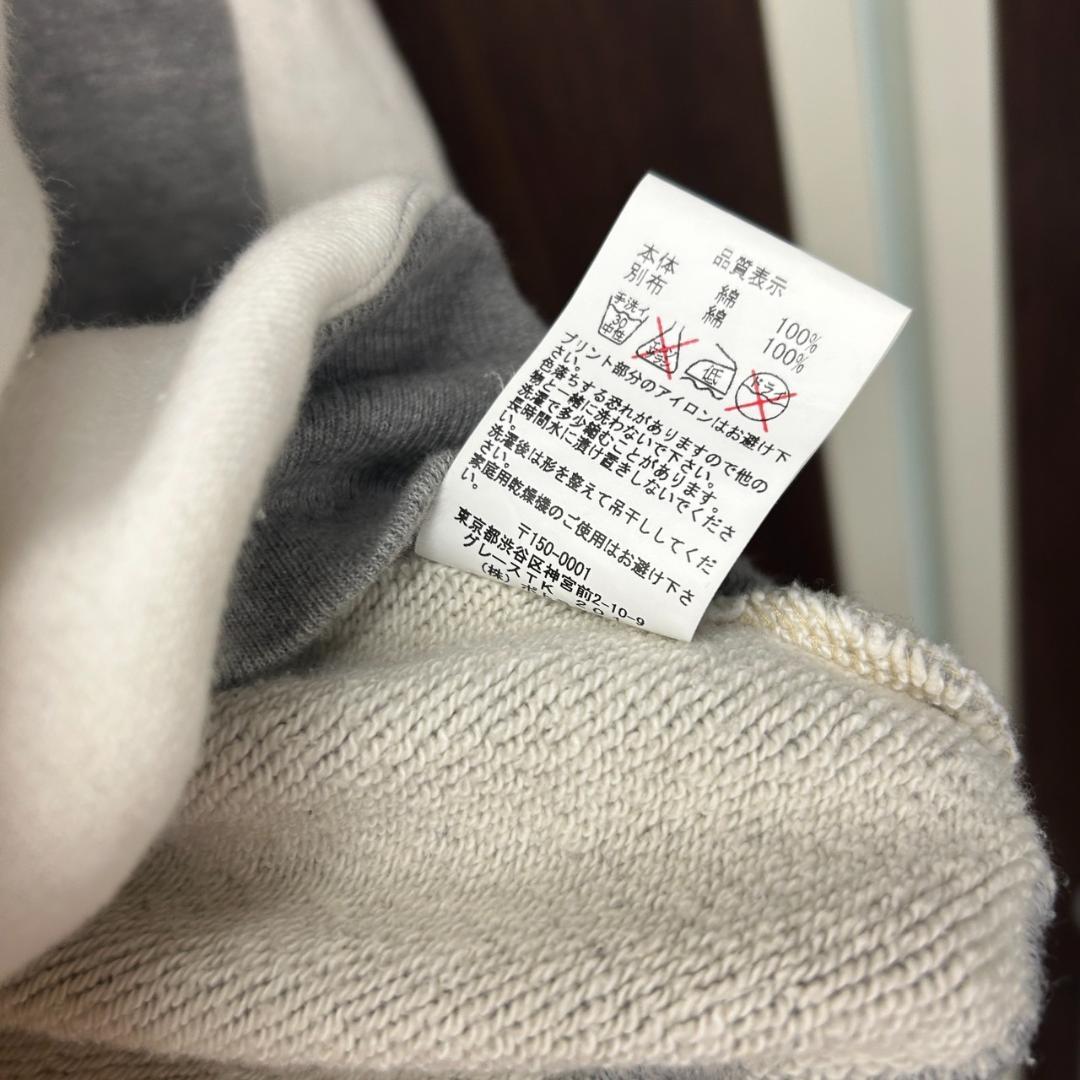 品質表示
本体 綿 100%
別布 綿 100%
手洗イ 30 中性
低 ドライ
プリント部分のアイロンはお避け下
さい。
色落ちする恐れがありますので他の
物と一緒に洗わないで下さい。
洗濯で多少縮むことがあります。
長時間水に漬け置きしないでくださ
い。
洗濯後は形を整えて吊干ししてくだ
さい。
家庭用乾燥機のご使用はお避け下さ
い。
〒150-0001
東京都渋谷区神宮前2-10-9
グレースTK
(株)